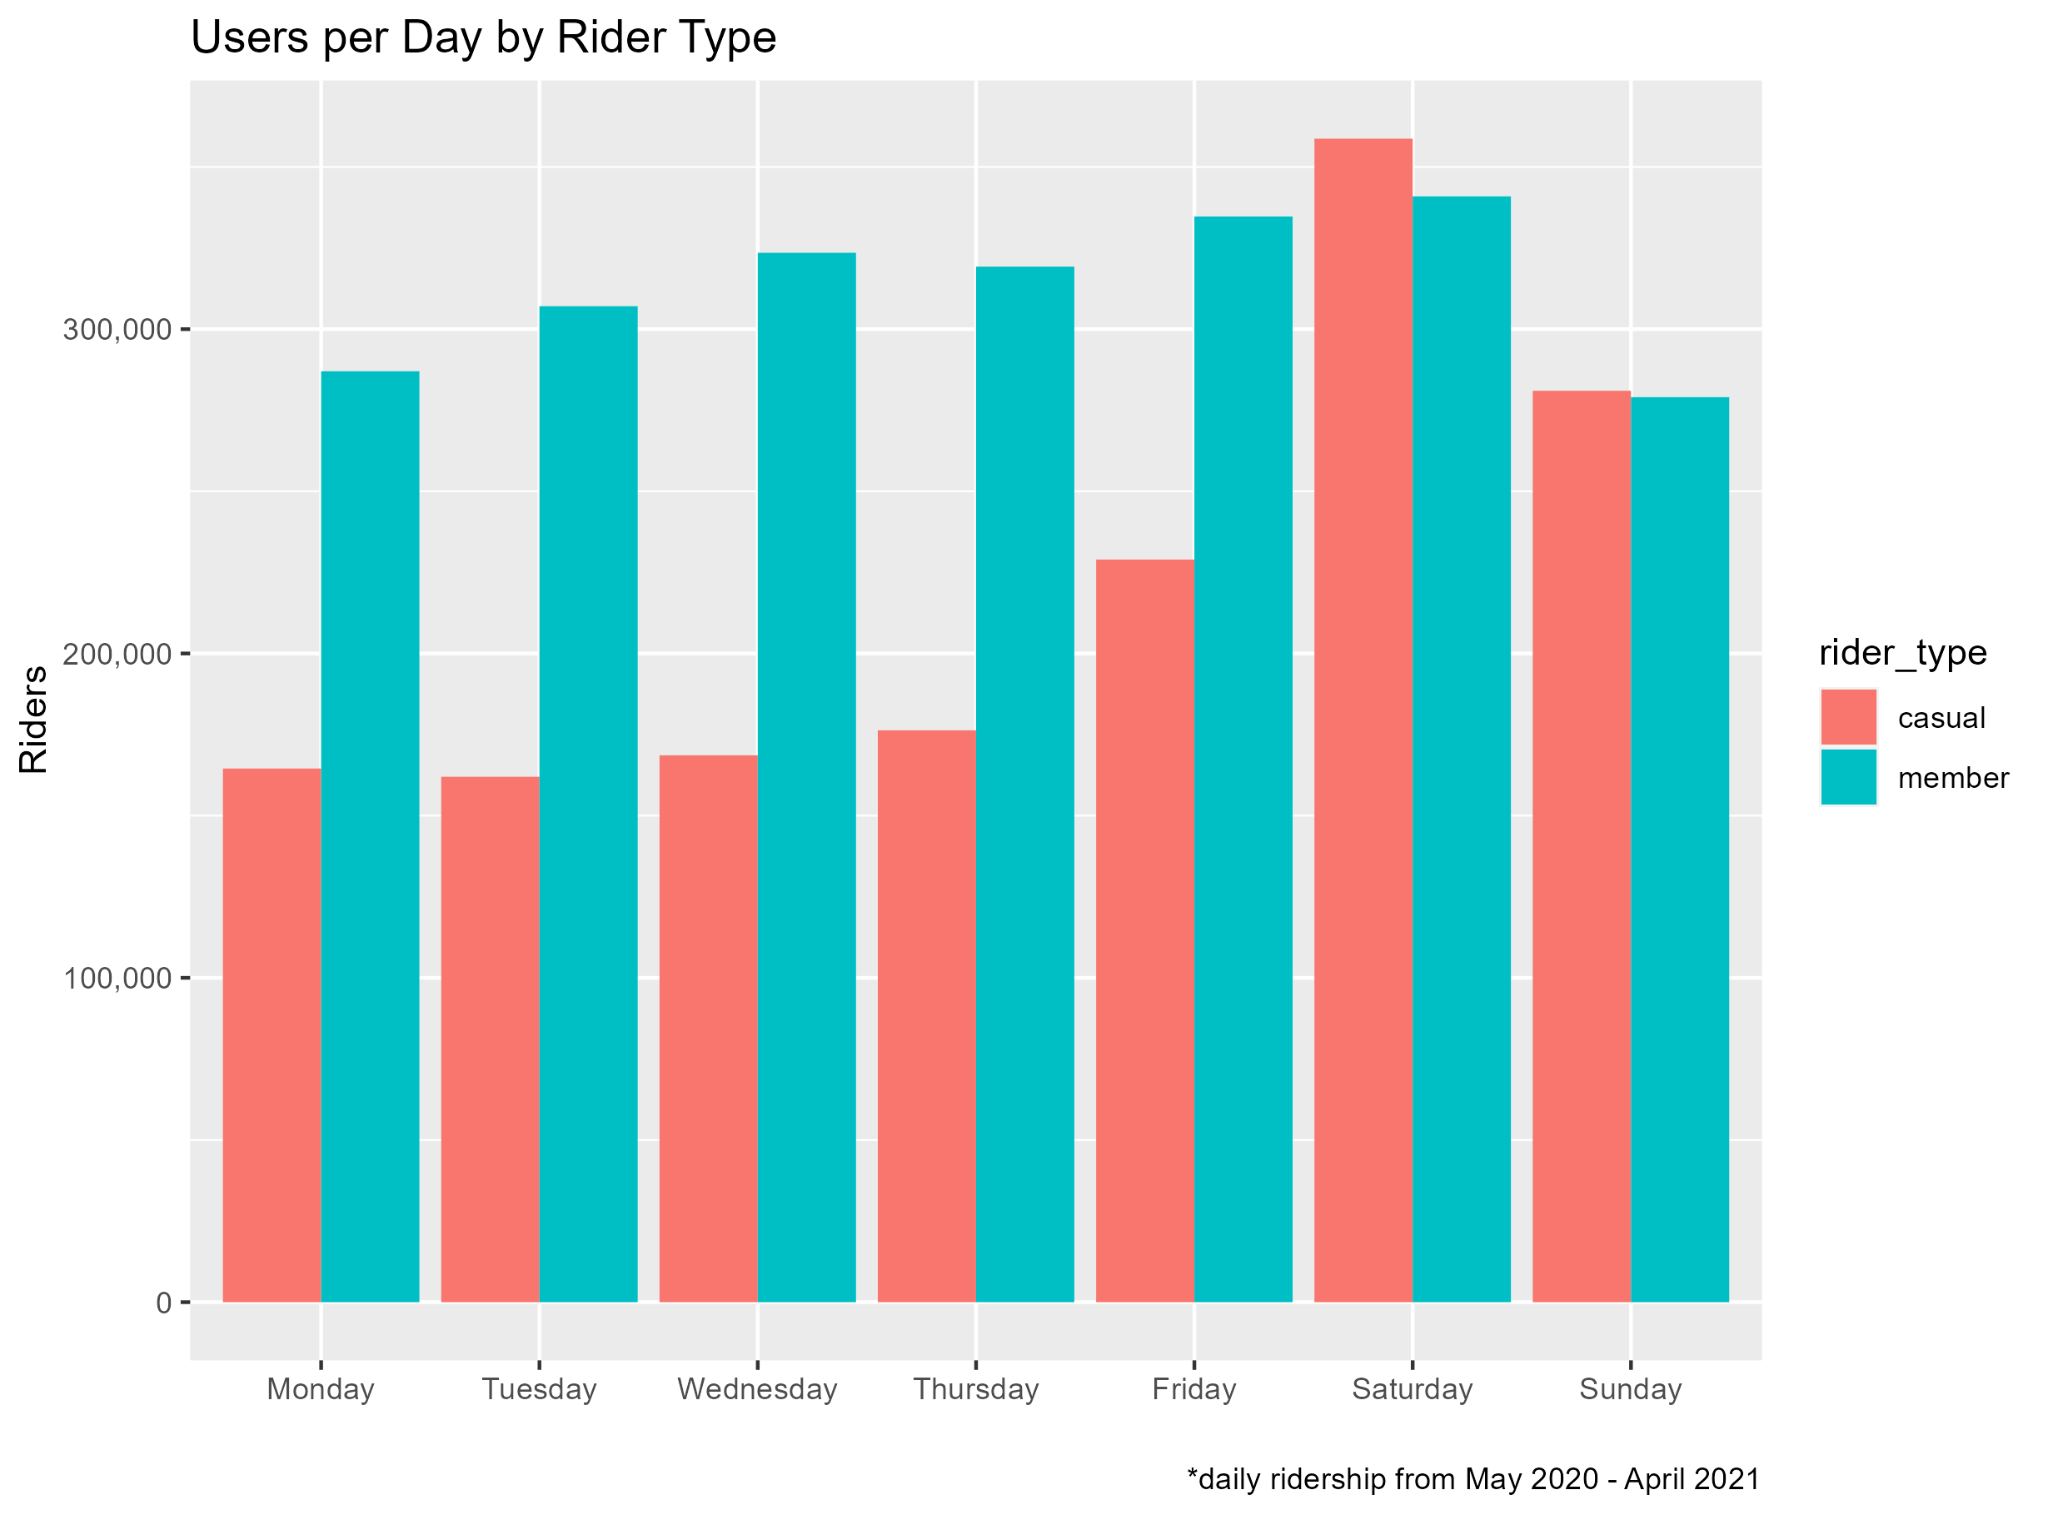 Users per Day by Rider Type
Riders
300,000
200,000
100,000
0
Monday Tuesday Wednesday Thursday Friday Saturday Sunday
rider_type
casual
member
*daily ridership from May 2020 - April 2021